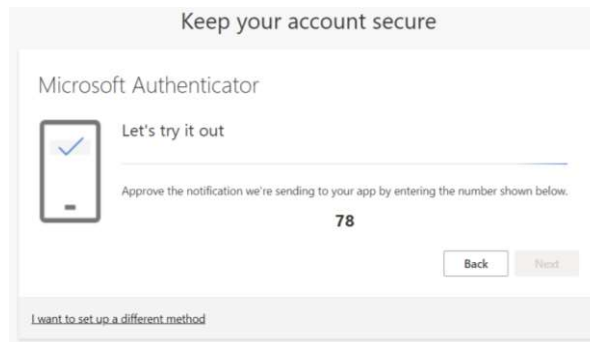 Keep your account secure
Microsoft Authenticator
Let's try it out
Approve the notification we're sending to your app by entering the number shown below.
78
Back
Next
I want to set up a different method